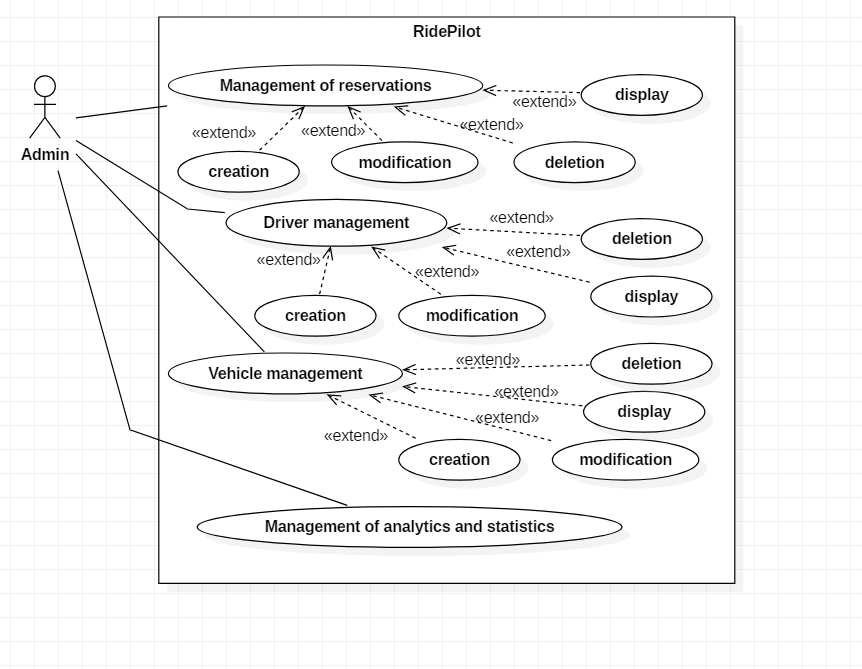 RidePilot
Management of reservations
display
«extend»
«extend»
«extend»
«extend»
creation
modification
deletion
Admin
Driver management
«extend»
deletion
«extend»
«extend»
«extend»
display
creation
modification
Vehicle management
«extend»
deletion
«extend»
display
«extend»
«extend»
creation
modification
Management of analytics and statistics